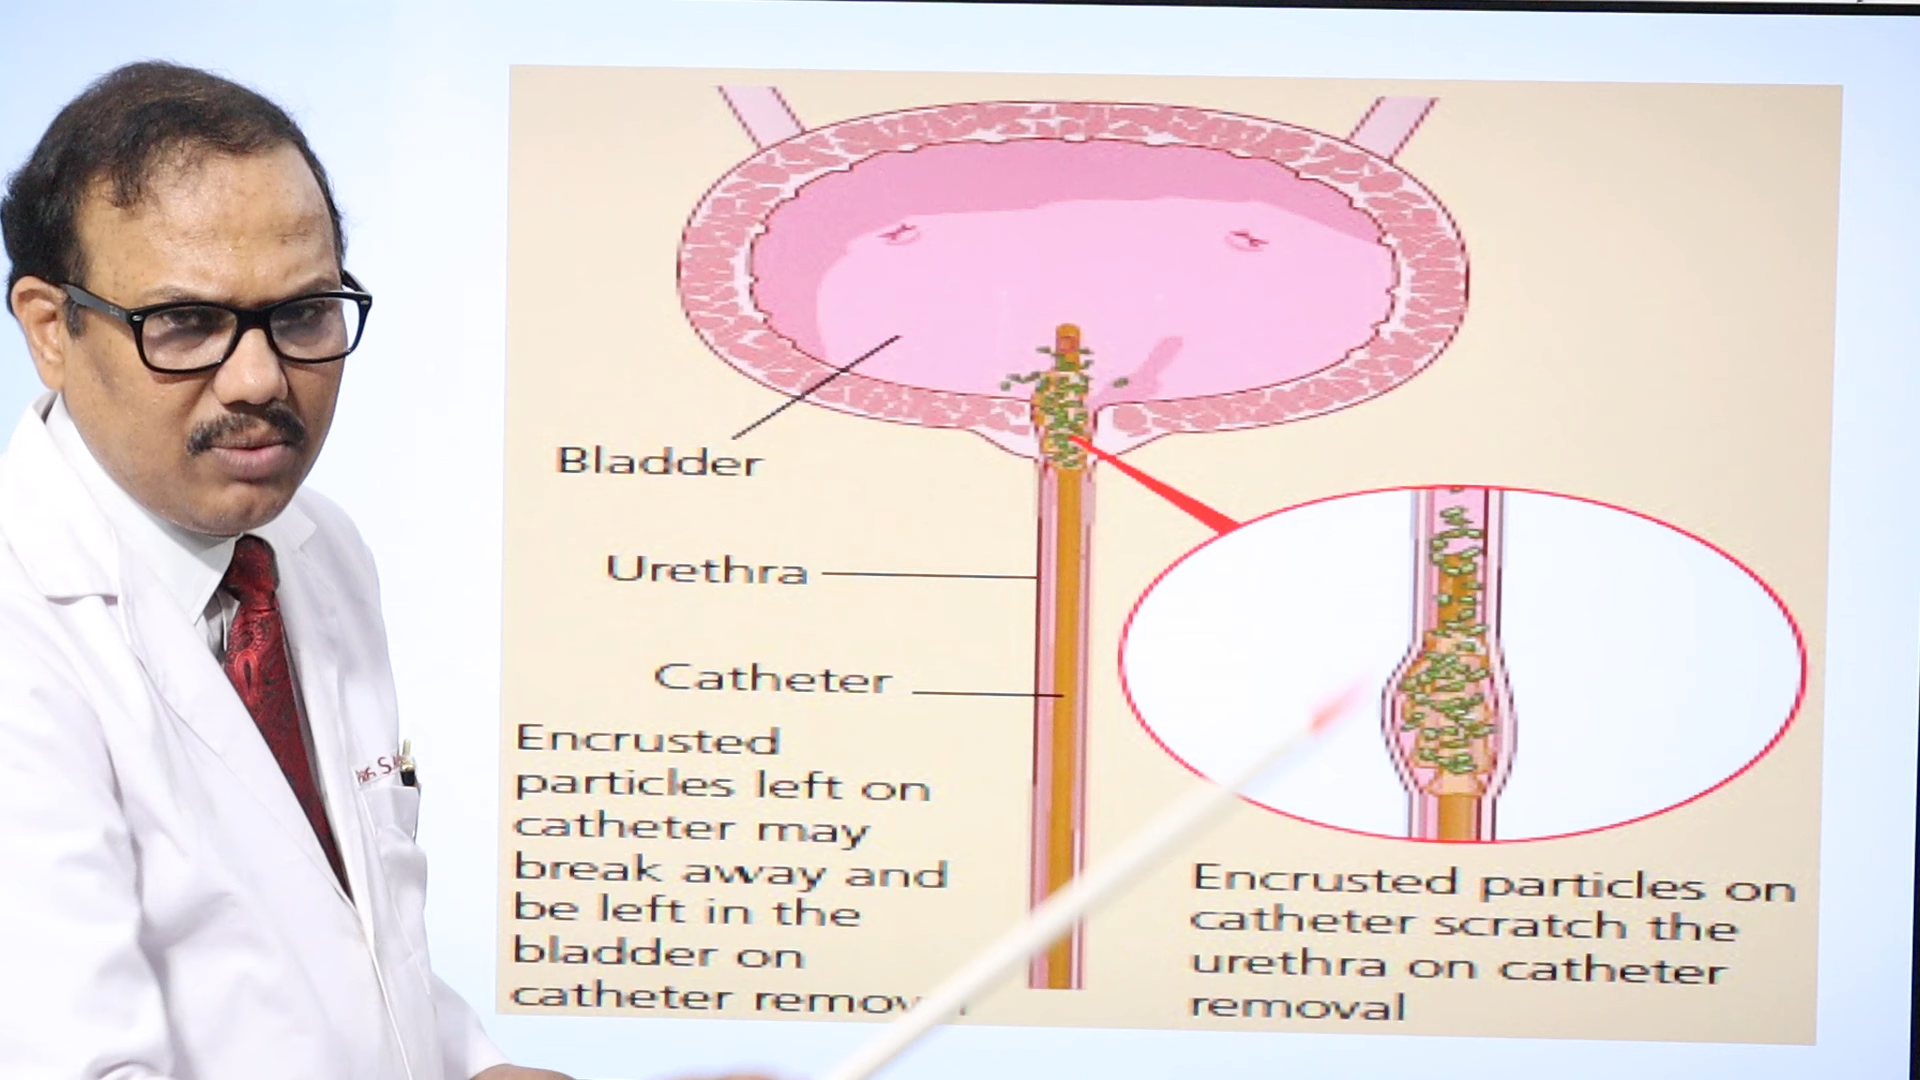 Bladder
Urethra
Catheter
Encrusted
particles left on
catheter may
break away and
be left in the
bladder on
catheter
Encrusted particles on
catheter scratch the
urethra on catheter
removal